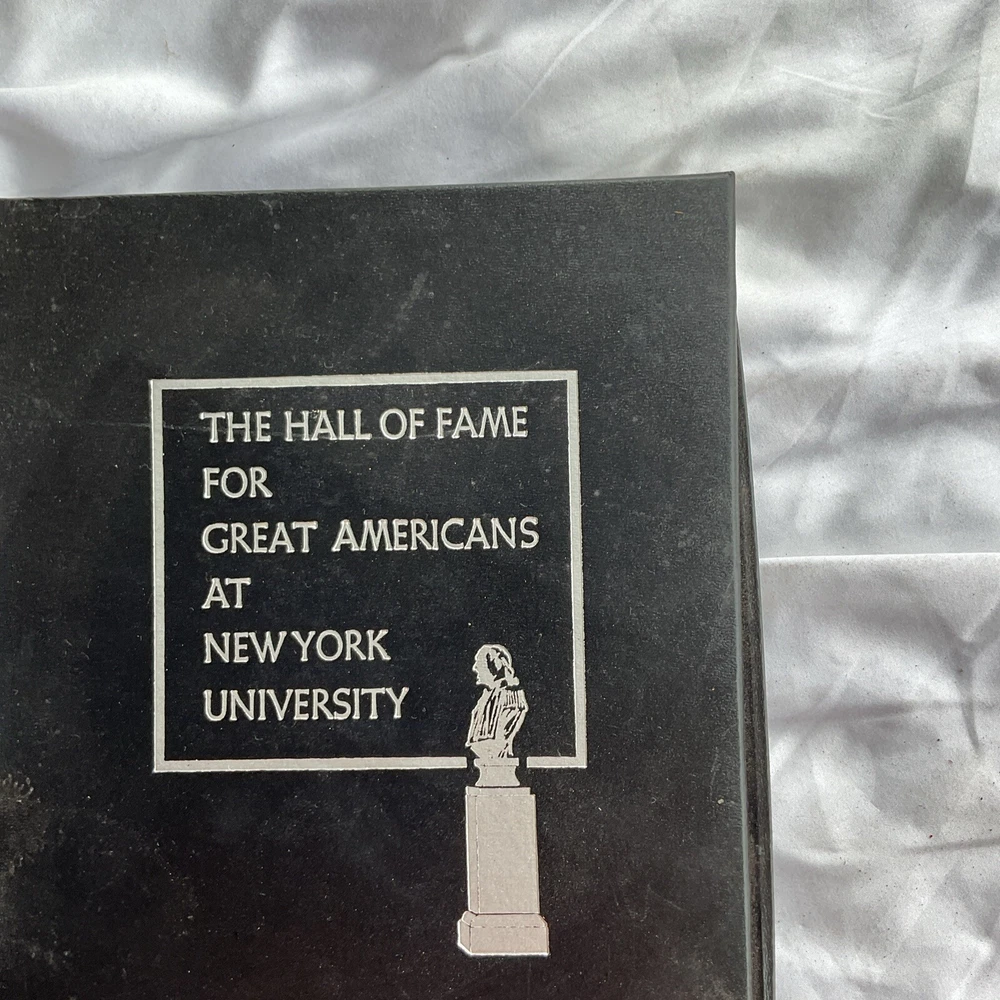 THE HALL OF FAME
FOR
GREAT AMERICANS
AT
NEW YORK
UNIVERSITY